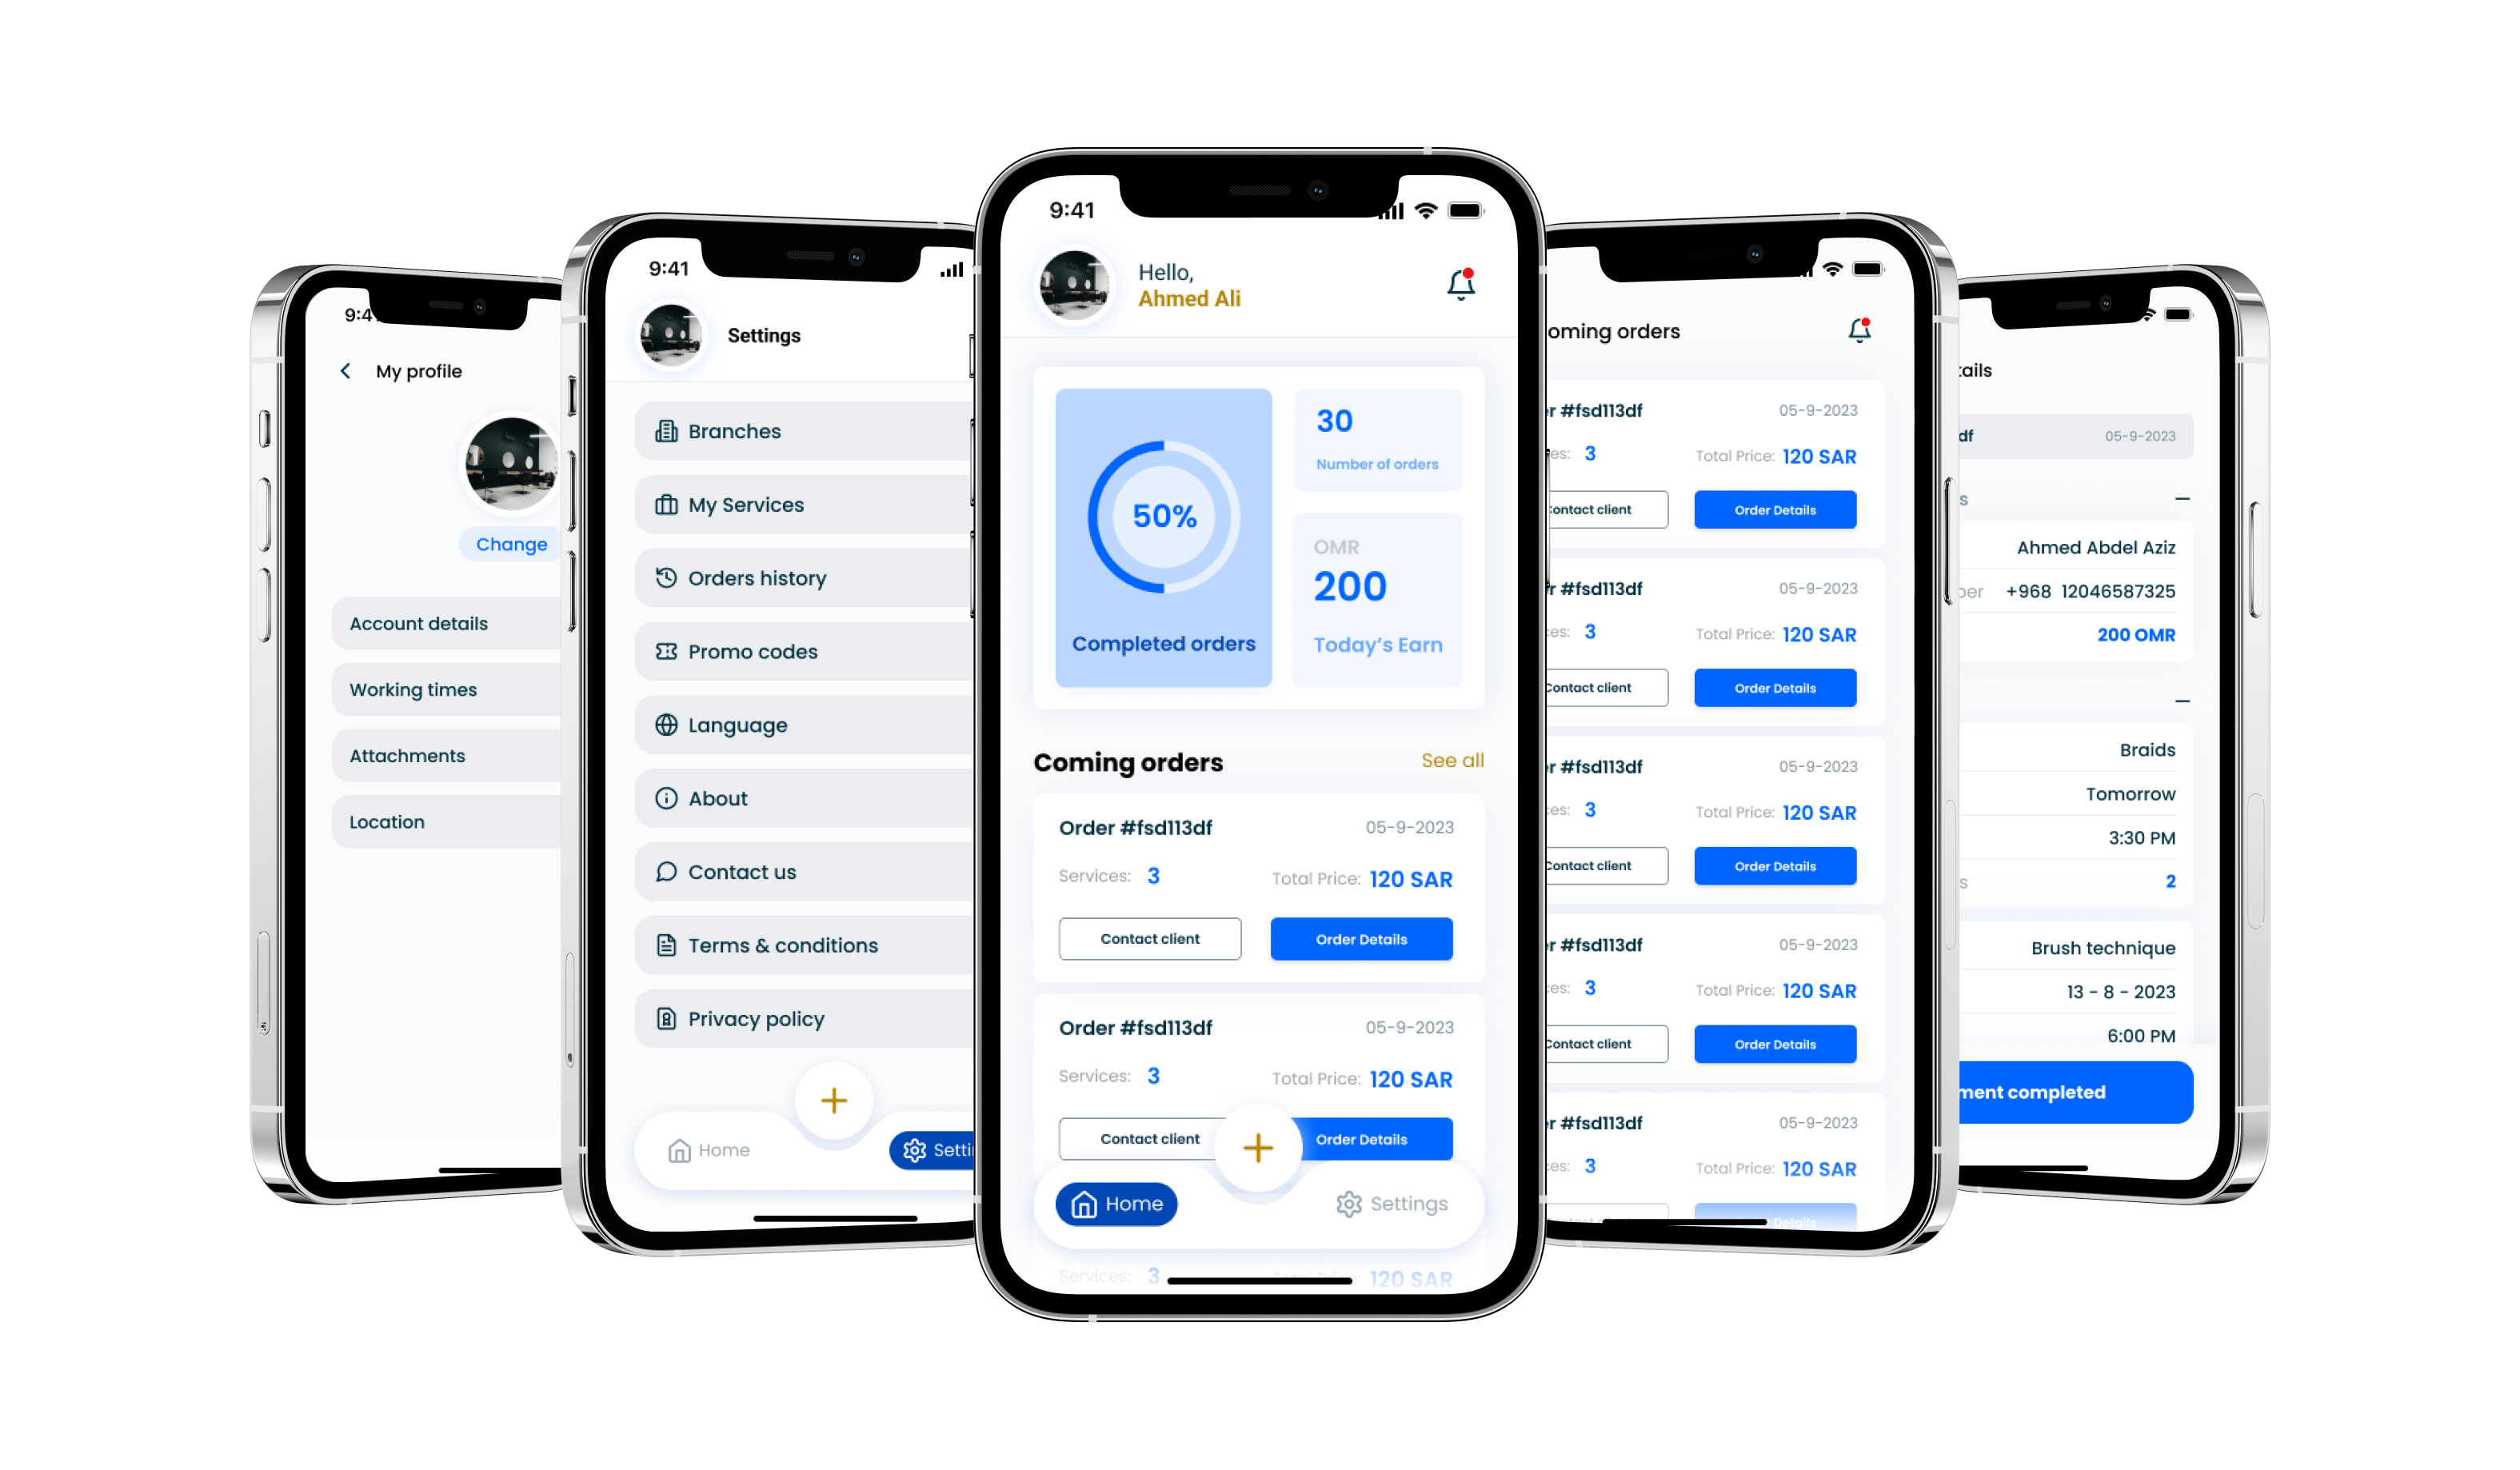 9:4
My profile
Change
Account details
Working times
Attachments
Location
9:41
Settings
Branches
My Services
Orders history
Promo codes
Language
About
Contact us
Terms & conditions
Privacy policy
Home
Setti
9:41
Hello,
Ahmed Ali
50%
Completed orders
30
Number of orders
OMR
200
Today's Earn
Coming orders
See all
Order #fsd113df 05-9-2023
Services: 3 Total Price: 120 SAR
Contact client Order Details
Order #fsd113df 05-9-2023
Services: 3 Total Price: 120 SAR
Contact client Order Details
Home Settings
Services: 3 120 SAR
oming orders
r #fsd113df 05-9-2023
es: 3 Total Price: 120 SAR
Contact client Order Details
r #fsd113df 05-9-2023
es: 3 Total Price: 120 SAR
Contact client Order Details
r #fsd113df 05-9-2023
es: 3 Total Price: 120 SAR
Contact client Order Details
r #fsd113df 05-9-2023
es: 3 Total Price: 120 SAR
Contact client Order Details
r #fsd113df 05-9-2023
es: 3 Total Price: 120 SAR
Details
tails
df 05-9-2023
s
Ahmed Abdel Aziz
ber +968 12046587325
200 OMR
Braids
Tomorrow
3:30 PM
s 2
Brush technique
13 - 8 - 2023
6:00 PM
ment completed